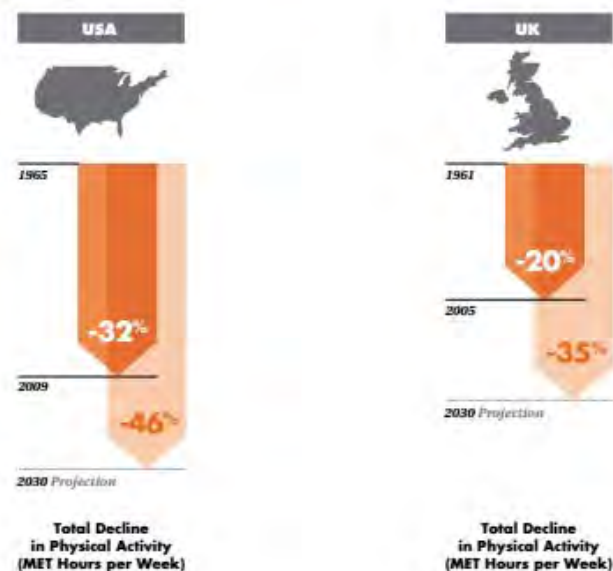 USA
1965
-32%
2009
-46%
2030 Projection
Total Decline
in Physical Activity
(MET Hours per Week)
UK
1961
-20%
2005
-35%
2030 Projection
Total Decline
in Physical Activity
(MET Hours per Week)